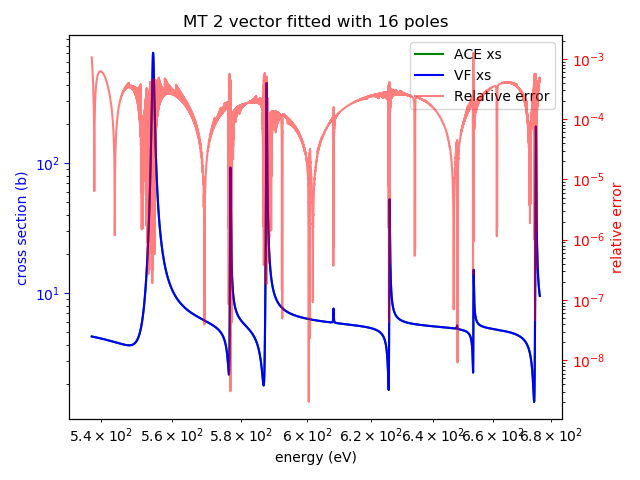 MT 2 vector fitted with 16 poles
ACE xs
VF xs
Relative error
cross section (b)
10²
10¹
10⁻³
10⁻⁴
10⁻⁵
10⁻⁶
10⁻⁷
10⁻⁸
relative error
5.4 × 10² 5.6 × 10² 5.8 × 10² 6 × 10² 6.2 × 10² 6.4 × 10² 6.6 × 10² 6.8 × 10²
energy (eV)